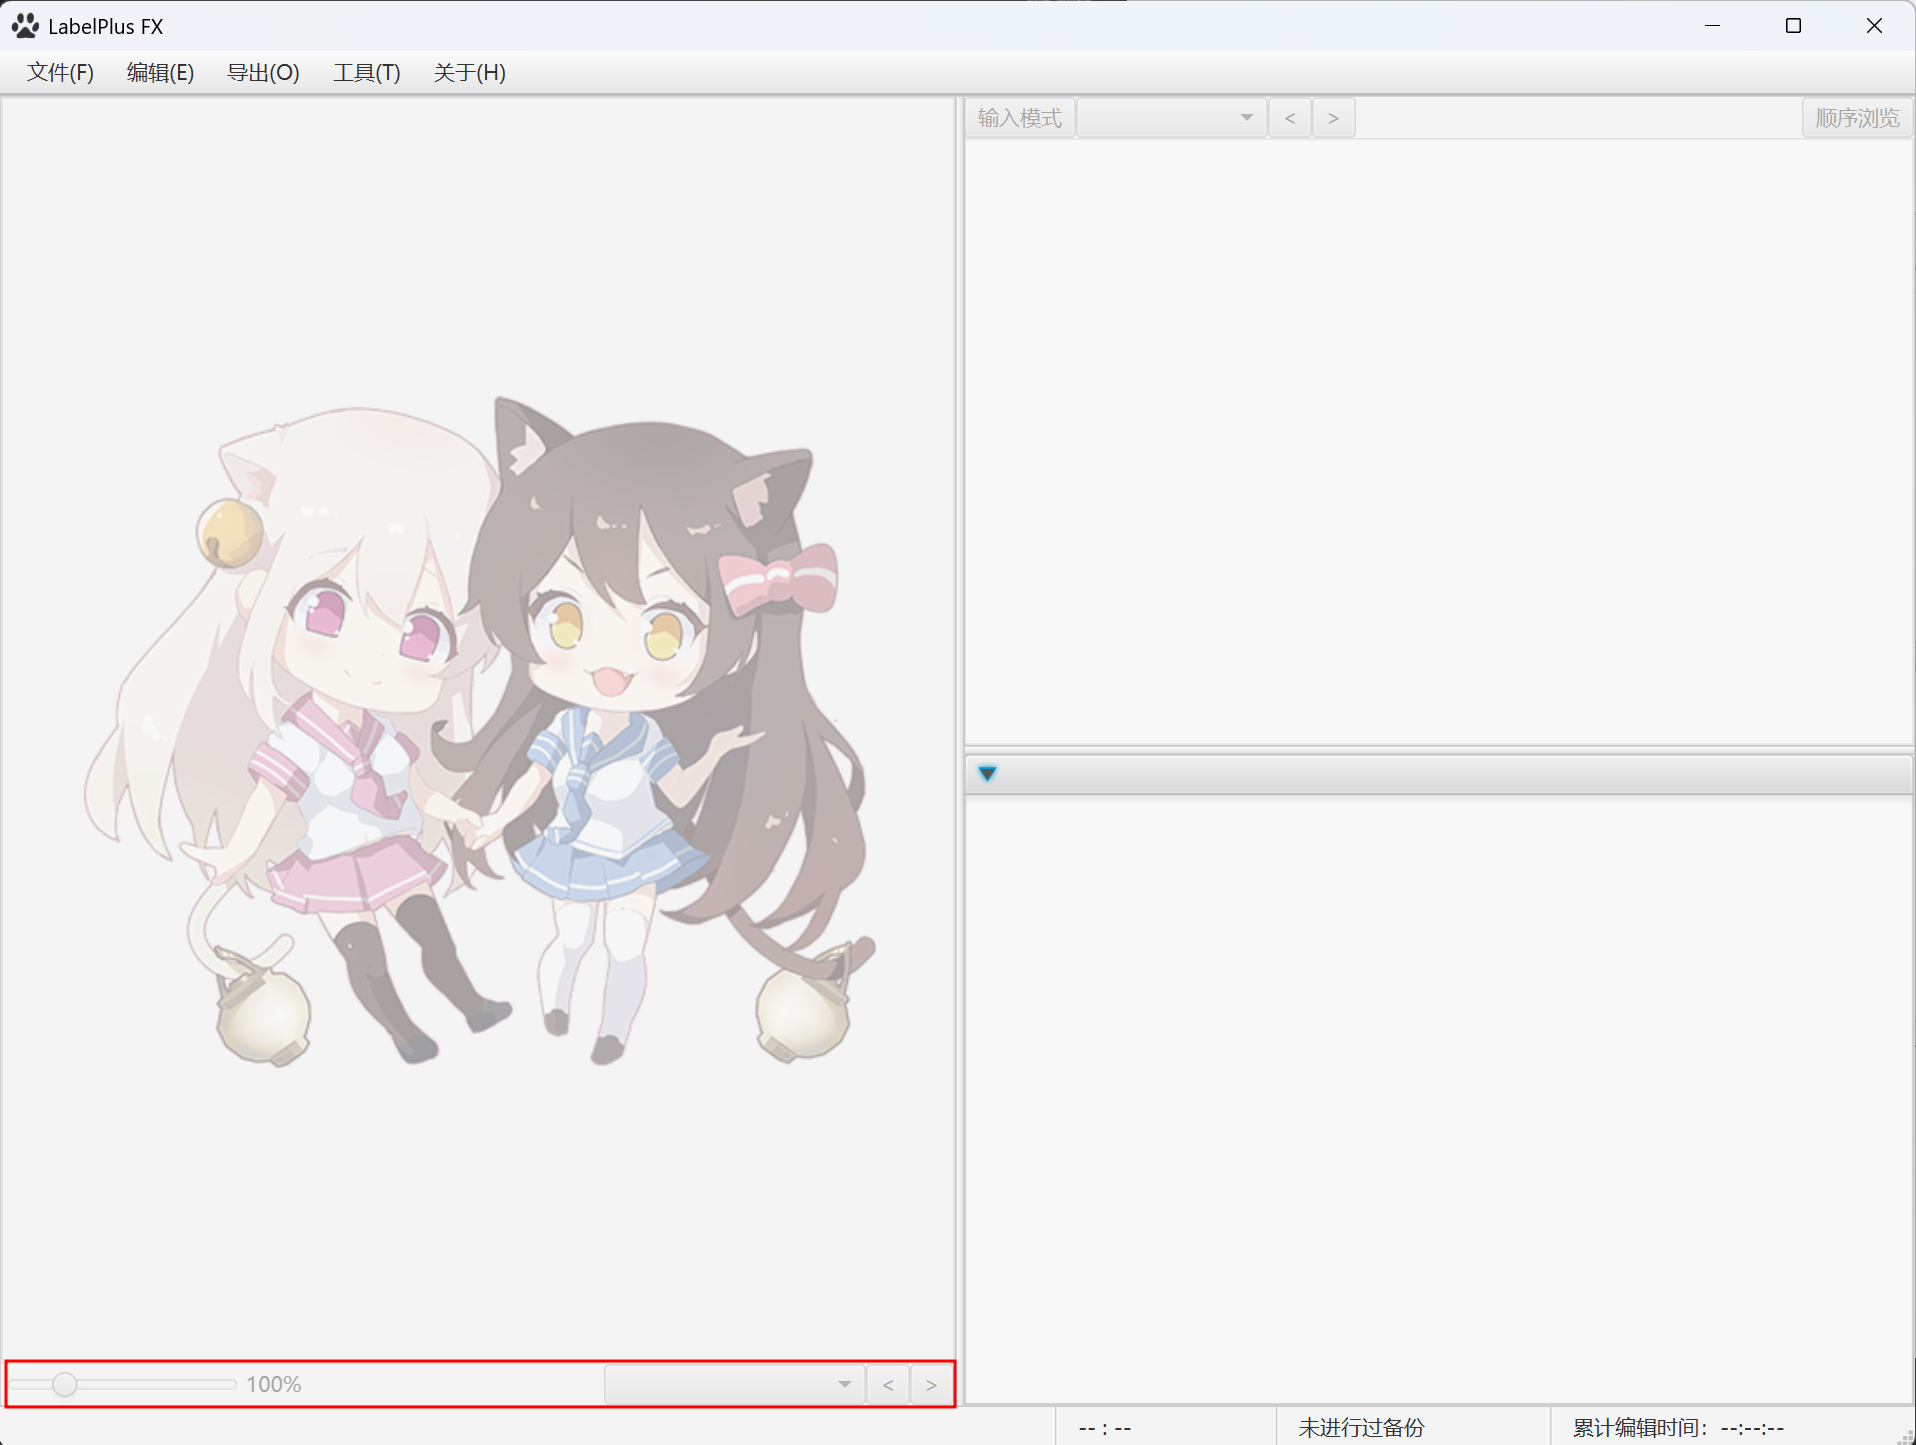 LabelPlus FX
文件(F) 编辑(E) 导出(O) 工具(T) 关于(H)
输入模式 < > 顺序浏览
100% < >
-- : -- 未进行过备份 累计编辑时间：--:--:--